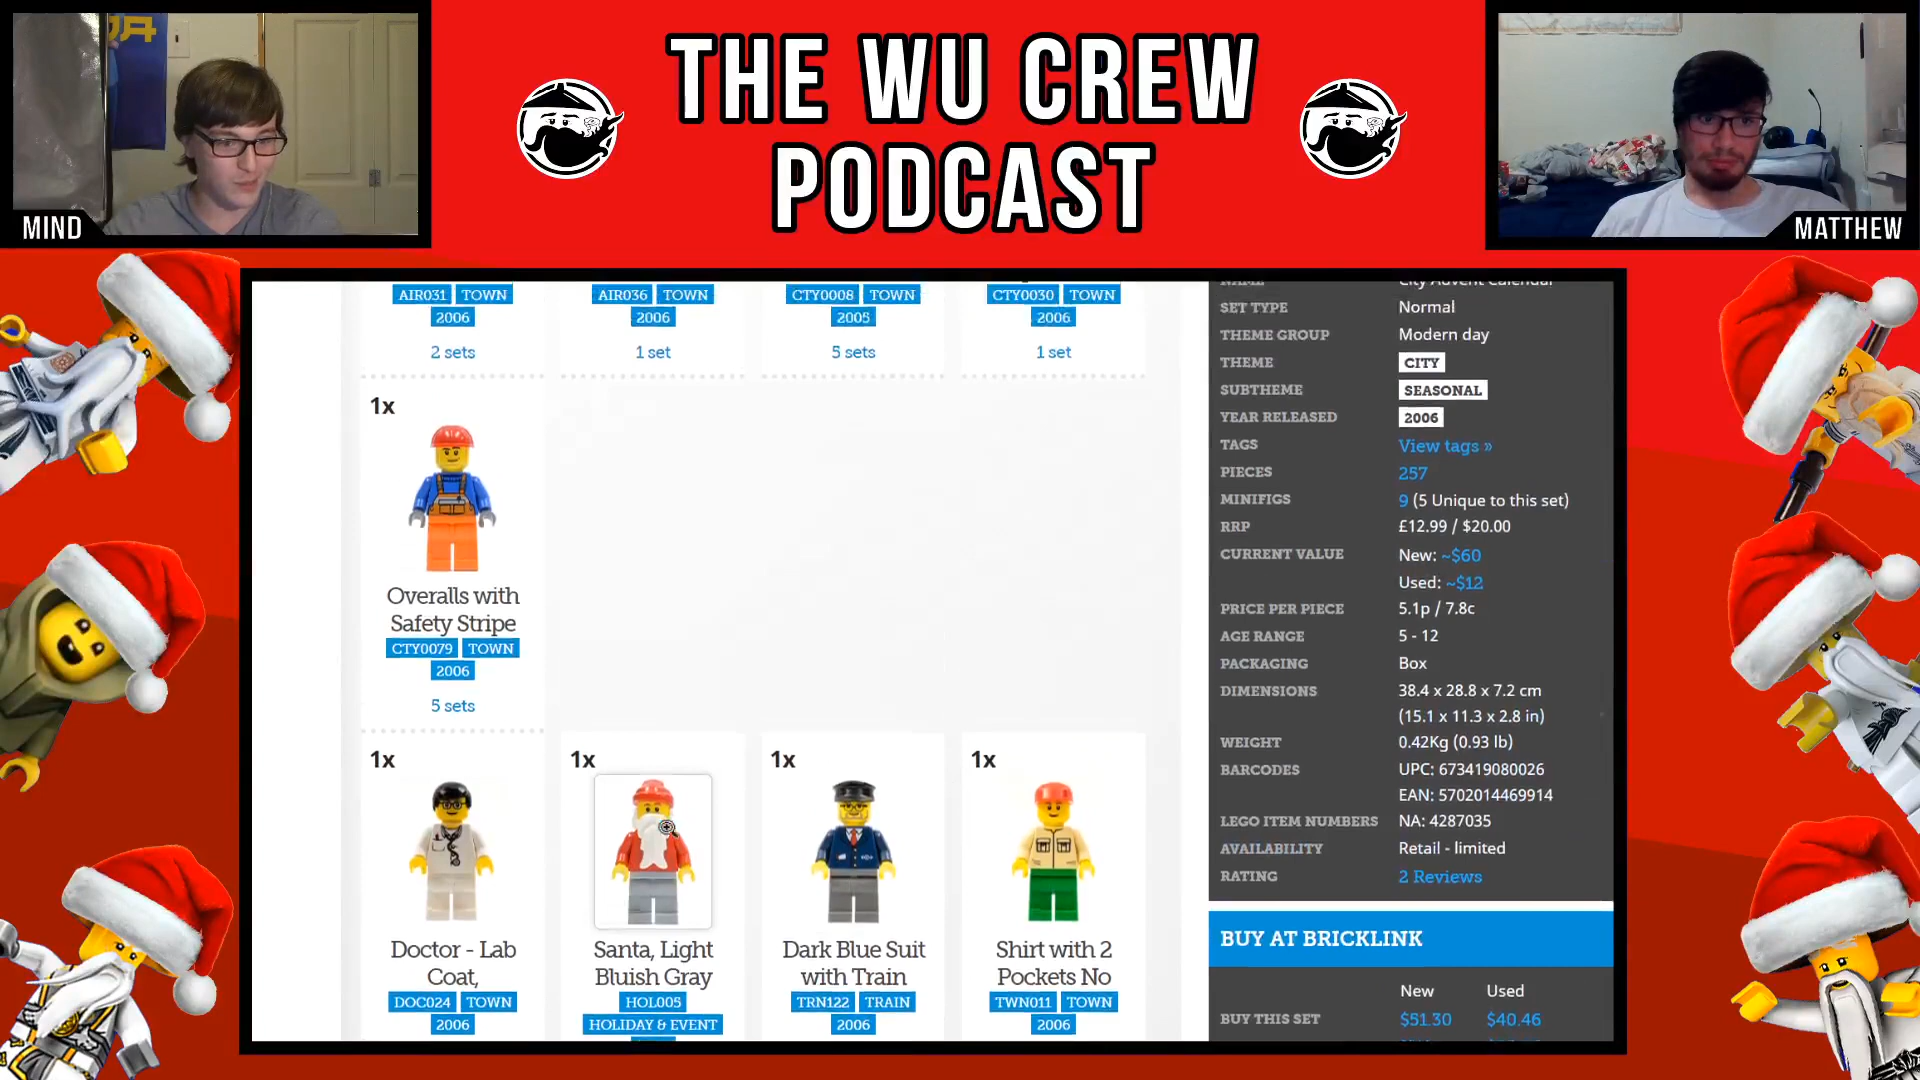 THE WU CREW
PODCAST
MIND
MATTHEW
AIR031 TOWN
2006
2 sets
AIR036 TOWN
2006
1 set
CTY0008 TOWN
2005
5 sets
CTY0030 TOWN
2006
1 set
1x
Overalls with
Safety Stripe
CTY0079 TOWN
2006
5 sets
1x
Doctor - Lab
Coat,
DOC024 TOWN
2006
1x
Santa, Light
Bluish Gray
HOL005
HOLIDAY & EVENT
1x
Dark Blue Suit
with Train
TRN122 TRAIN
2006
1x
Shirt with 2
Pockets No
TWN011 TOWN
2006
NAME City Advent Calendar
SET TYPE Normal
THEME GROUP Modern day
THEME CITY
SUBTHEME SEASONAL
YEAR RELEASED 2006
TAGS View tags »
PIECES 257
MINIFIGS 9 (5 Unique to this set)
RRP £12.99 / $20.00
CURRENT VALUE New: ~$60
Used: ~$12
PRICE PER PIECE 5.1p / 7.8c
AGE RANGE 5 - 12
PACKAGING Box
DIMENSIONS 38.4 x 28.8 x 7.2 cm
(15.1 x 11.3 x 2.8 in)
WEIGHT 0.42Kg (0.93 lb)
BARCODES UPC: 673419080026
EAN: 5702014469914
LEGO ITEM NUMBERS NA: 4287035
AVAILABILITY Retail - limited
RATING 2 Reviews
BUY AT BRICKLINK
New Used
BUY THIS SET $51.30 $40.46